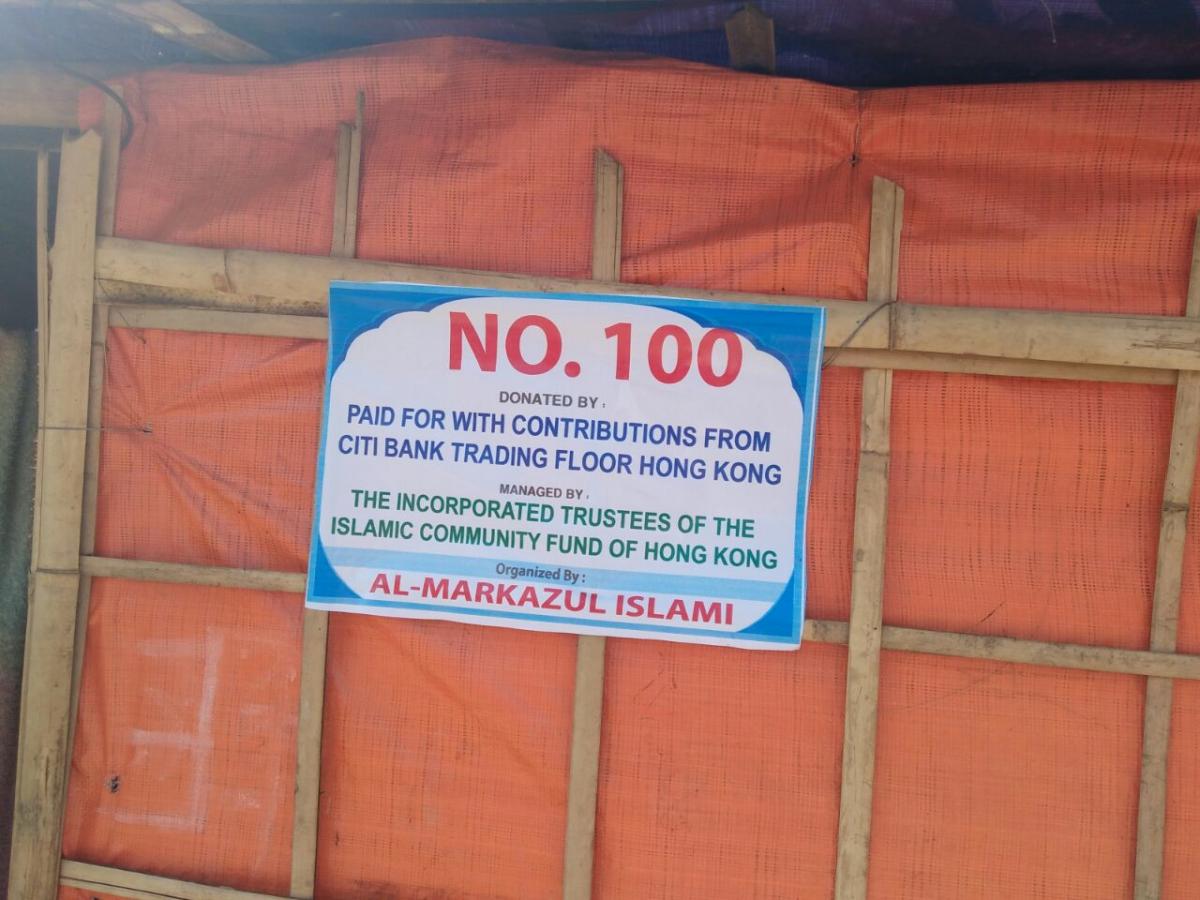 NO. 100
DONATED BY :
PAID FOR WITH CONTRIBUTIONS FROM
CITI BANK TRADING FLOOR HONG KONG
MANAGED BY :
THE INCORPORATED TRUSTEES OF THE
ISLAMIC COMMUNITY FUND OF HONG KONG
Organized By :
AL-MARKAZUL ISLAMI